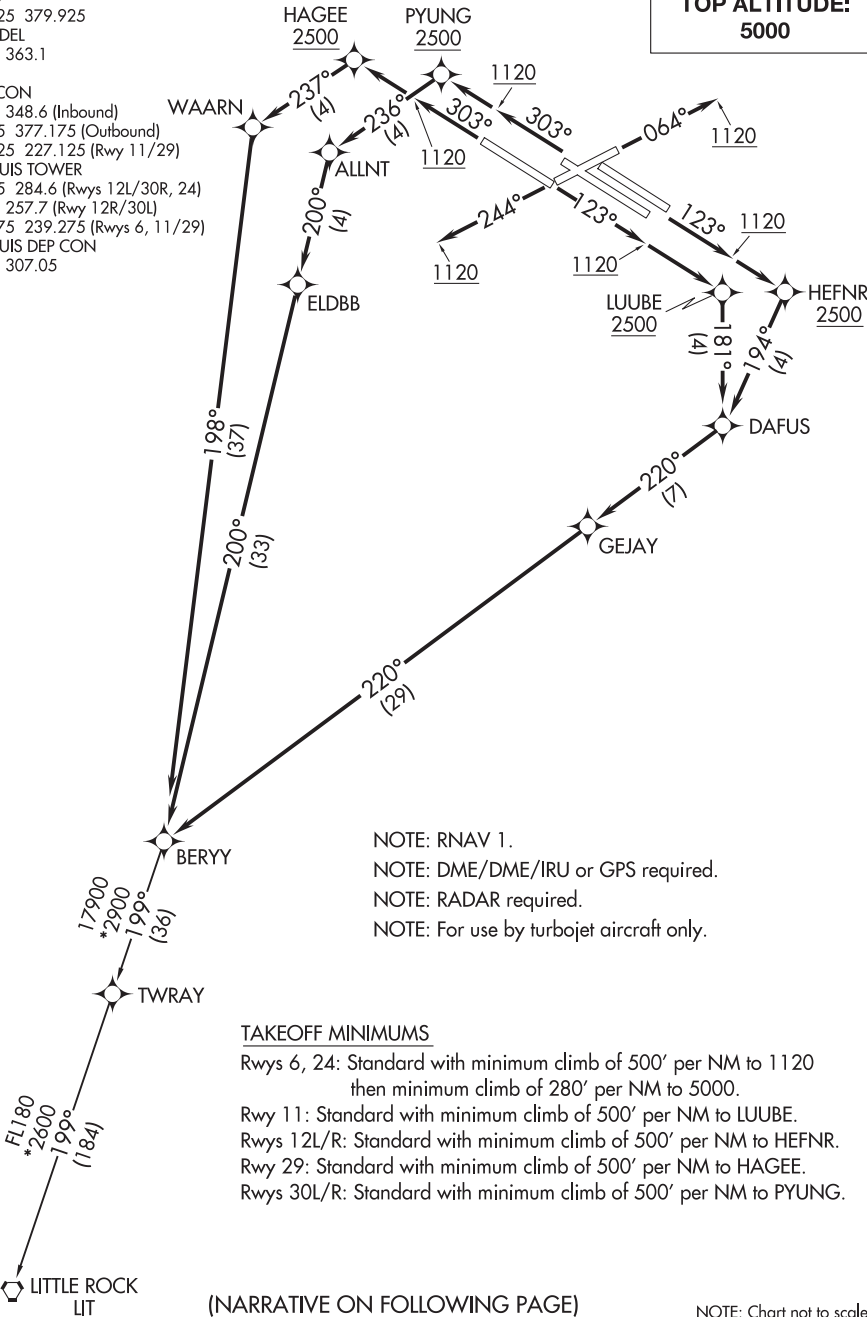 25 379.925
DEL
363.1
CON
348.6 (Inbound)
5 377.175 (Outbound)
25 227.125 (Rwy 11/29)
UIS TOWER
5 284.6 (Rwys 12L/30R, 24)
257.7 (Rwy 12R/30L)
75 239.275 (Rwys 6, 11/29)
UIS DEP CON
307.05
TOP ALTITUDE:
5000
HAGEE
2500
PYUNG
2500
WAARN
237°
(4)
236°
(4)
303°
1120
303°
1120
064°
1120
ALLNT
200°
(4)
244°
1120
123°
1120
123°
1120
ELDBB
LUUBE
2500
HEFNR
2500
181°
(4)
194°
(4)
DAFUS
198°
(37)
200°
(33)
220°
(7)
GEJAY
220°
(29)
BERYY
NOTE: RNAV 1.
NOTE: DME/DME/IRU or GPS required.
NOTE: RADAR required.
NOTE: For use by turbojet aircraft only.
17900
*2900
199°
(36)
TWRAY
TAKEOFF MINIMUMS
Rwys 6, 24: Standard with minimum climb of 500' per NM to 1120
then minimum climb of 280' per NM to 5000.
Rwy 11: Standard with minimum climb of 500' per NM to LUUBE.
Rwys 12L/R: Standard with minimum climb of 500' per NM to HEFNR.
Rwy 29: Standard with minimum climb of 500' per NM to HAGEE.
Rwys 30L/R: Standard with minimum climb of 500' per NM to PYUNG.
FL180
*2600
199°
(184)
LITTLE ROCK
LIT
(NARRATIVE ON FOLLOWING PAGE)
NOTE: Chart not to scale